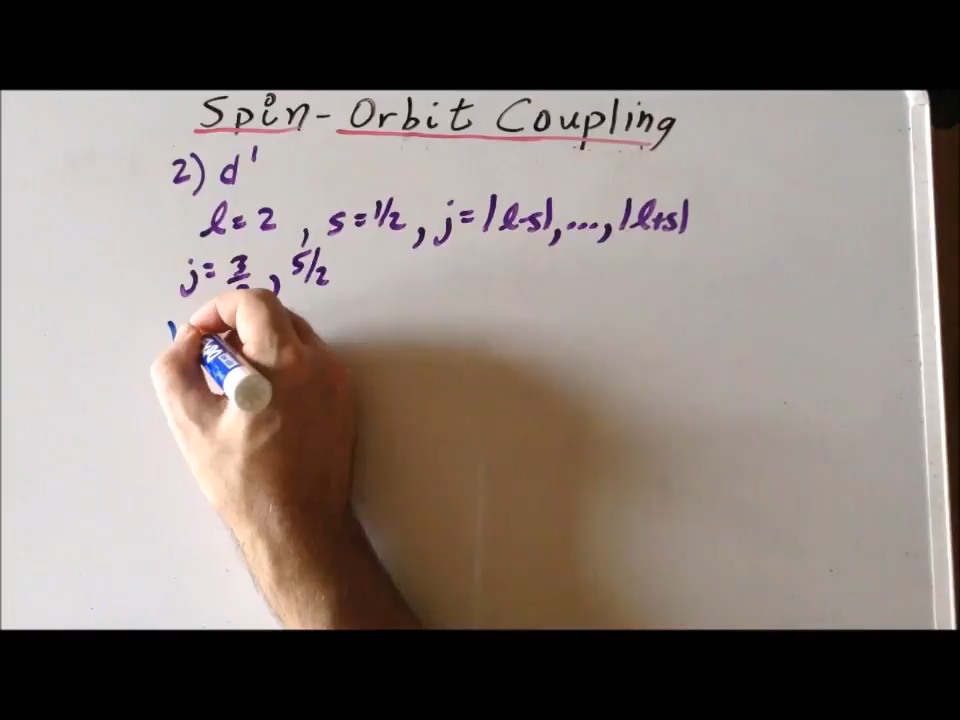 Spin-Orbit Coupling
2) d¹
l=2, s=1/2, j=|l-s|,...,|l+s|
j=3/2, 5/2